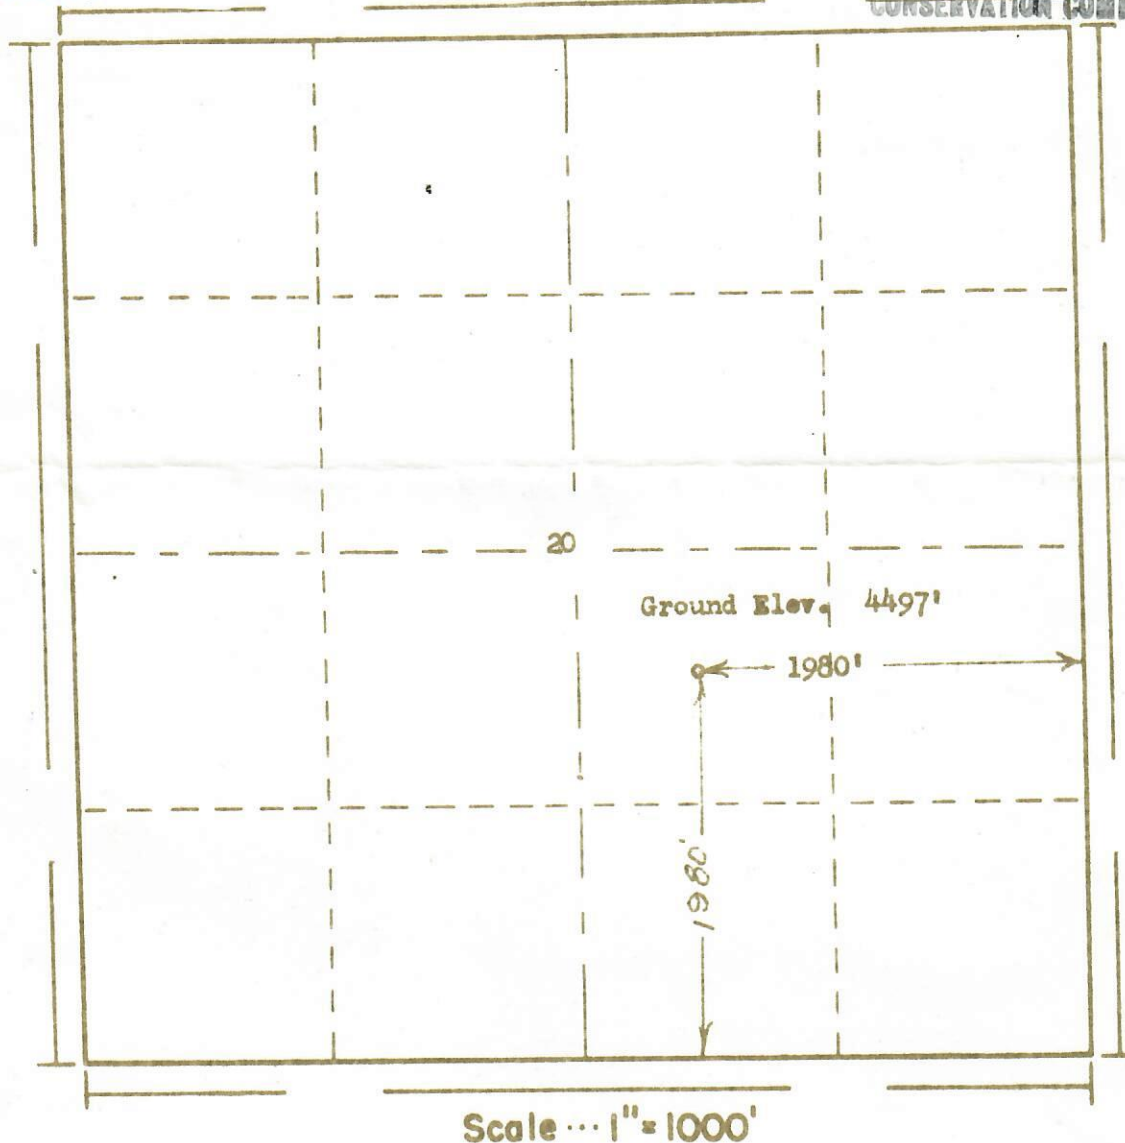 CONSERVATION
20
Ground Elev. 4497'
1980'
1980'
Scale ... 1" = 1000'